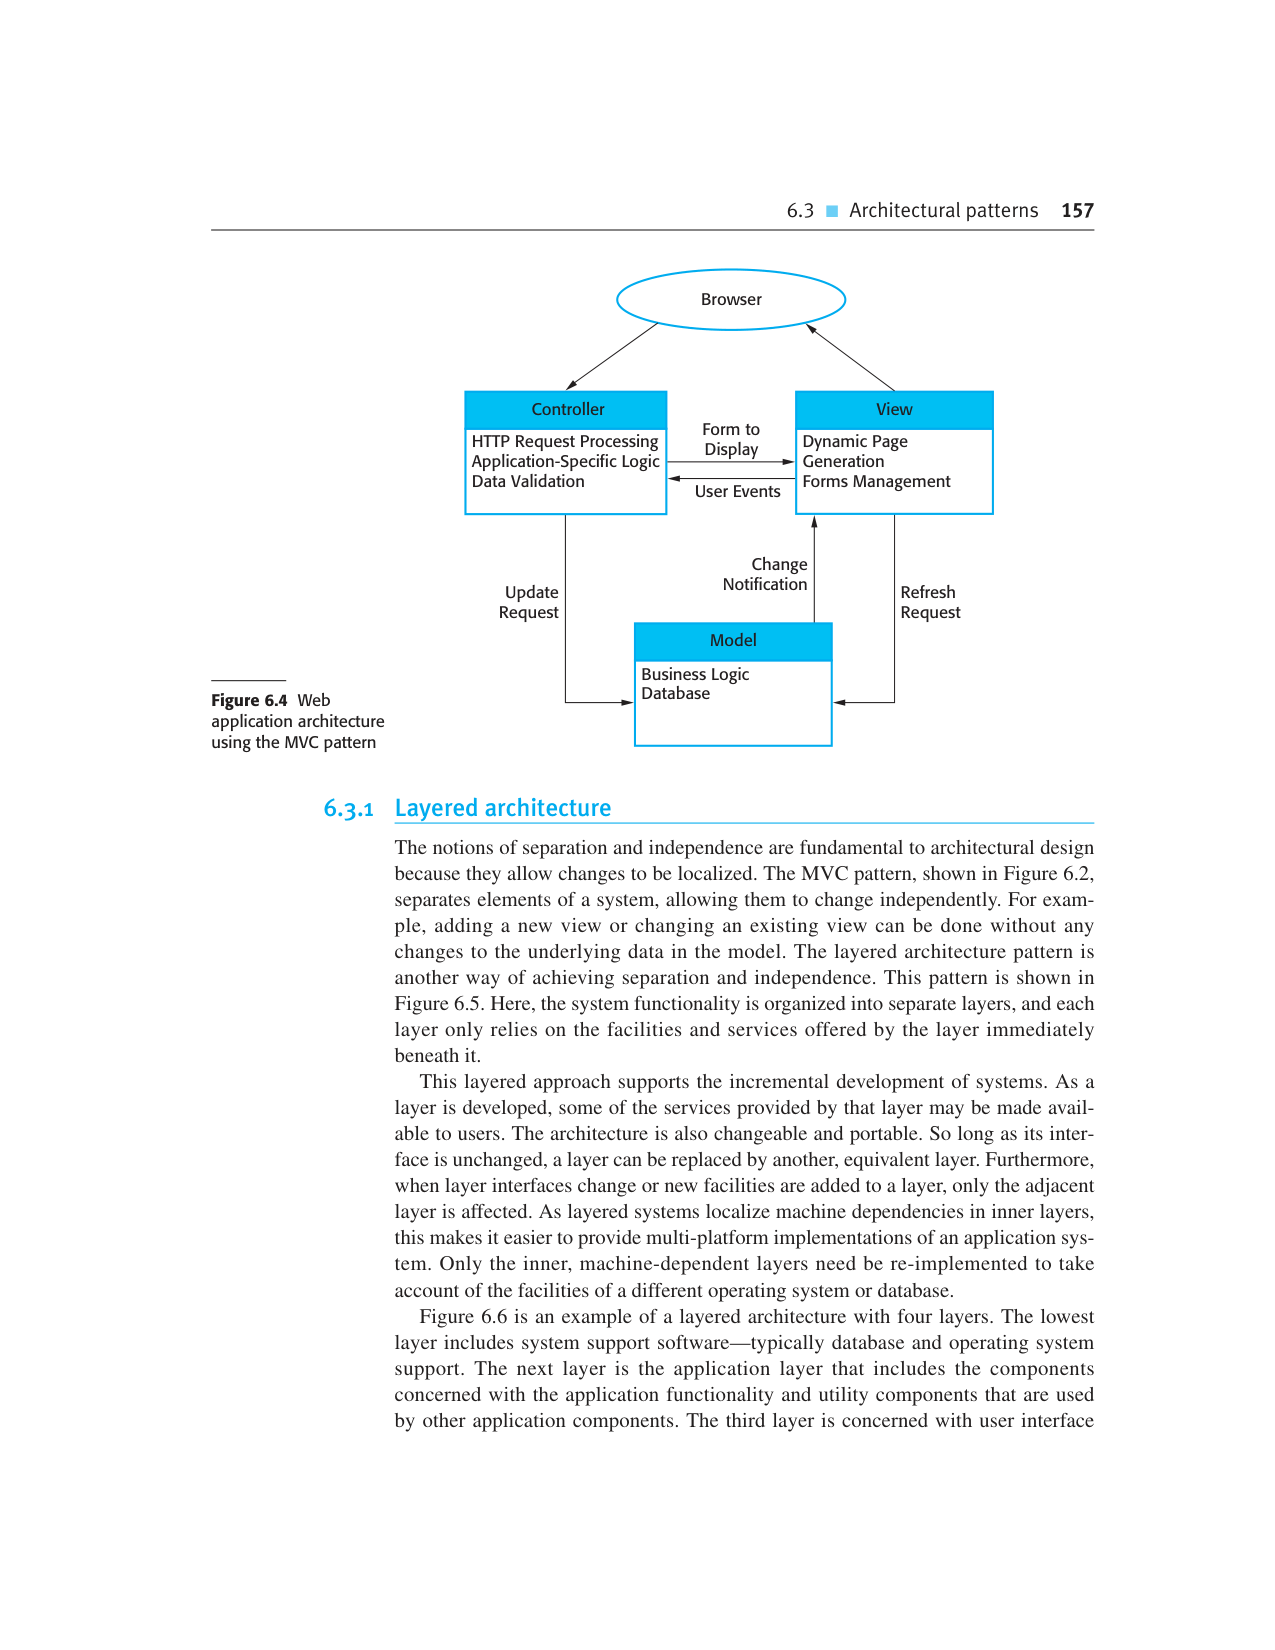 6.3 ■ Architectural patterns 157
Browser
Controller
HTTP Request Processing
Application-Specific Logic
Data Validation
Form to
Display
User Events
View
Dynamic Page
Generation
Forms Management
Update
Request
Change
Notification
Refresh
Request
Model
Business Logic
Database
Figure 6.4 Web
application architecture
using the MVC pattern
6.3.1 Layered architecture
The notions of separation and independence are fundamental to architectural design
because they allow changes to be localized. The MVC pattern, shown in Figure 6.2,
separates elements of a system, allowing them to change independently. For exam-
ple, adding a new view or changing an existing view can be done without any
changes to the underlying data in the model. The layered architecture pattern is
another way of achieving separation and independence. This pattern is shown in
Figure 6.5. Here, the system functionality is organized into separate layers, and each
layer only relies on the facilities and services offered by the layer immediately
beneath it.
This layered approach supports the incremental development of systems. As a
layer is developed, some of the services provided by that layer may be made avail-
able to users. The architecture is also changeable and portable. So long as its inter-
face is unchanged, a layer can be replaced by another, equivalent layer. Furthermore,
when layer interfaces change or new facilities are added to a layer, only the adjacent
layer is affected. As layered systems localize machine dependencies in inner layers,
this makes it easier to provide multi-platform implementations of an application sys-
tem. Only the inner, machine-dependent layers need be re-implemented to take
account of the facilities of a different operating system or database.
Figure 6.6 is an example of a layered architecture with four layers. The lowest
layer includes system support software—typically database and operating system
support. The next layer is the application layer that includes the components
concerned with the application functionality and utility components that are used
by other application components. The third layer is concerned with user interface